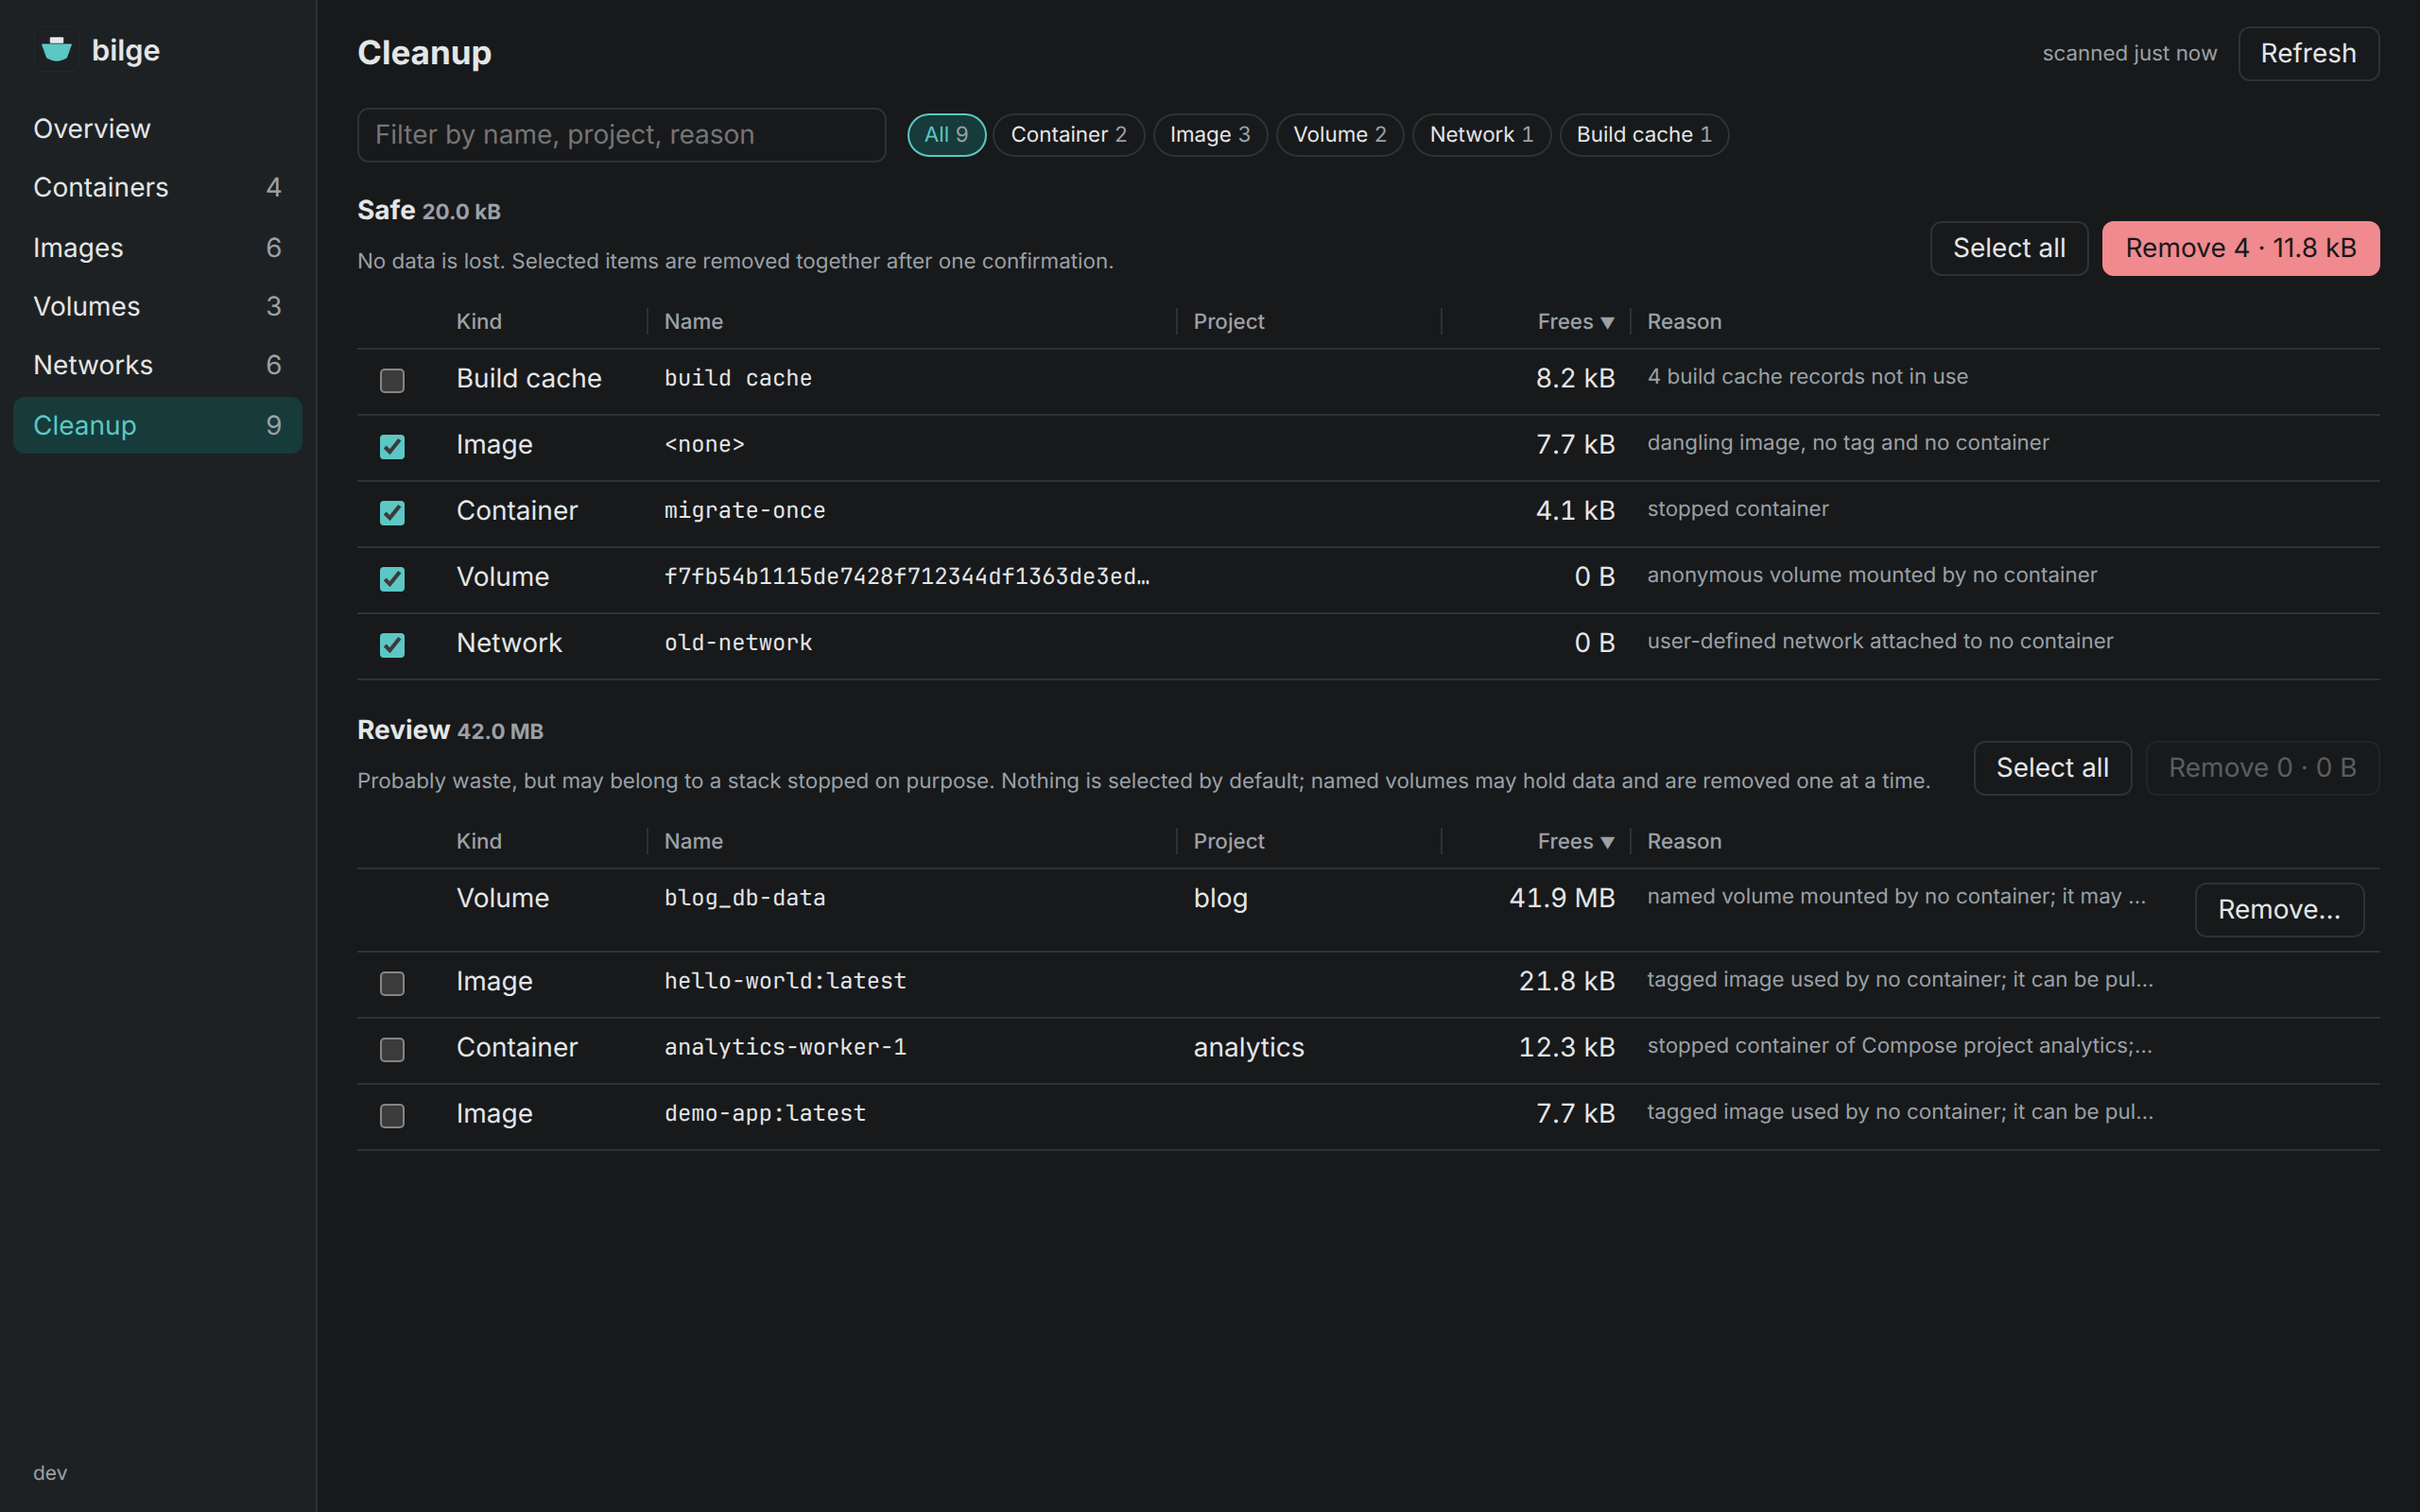 bilge
Overview
Containers 4
Images 6
Volumes 3
Networks 6
Cleanup 9
dev
Cleanup
scanned just now Refresh
Filter by name, project, reason All 9 Container 2 Image 3 Volume 2 Network 1 Build cache 1
Safe 20.0 kB
No data is lost. Selected items are removed together after one confirmation.
Select all Remove 4 · 11.8 kB
Kind Name Project Frees ▼ Reason
Build cache build cache 8.2 kB 4 build cache records not in use
Image <none> 7.7 kB dangling image, no tag and no container
Container migrate-once 4.1 kB stopped container
Volume f7fb54b1115de7428f712344df1363de3ed… 0 B anonymous volume mounted by no container
Network old-network 0 B user-defined network attached to no container
Review 42.0 MB
Probably waste, but may belong to a stack stopped on purpose. Nothing is selected by default; named volumes may hold data and are removed one at a time.
Select all Remove 0 · 0 B
Kind Name Project Frees ▼ Reason
Volume blog_db-data blog 41.9 MB named volume mounted by no container; it may … Remove…
Image hello-world:latest 21.8 kB tagged image used by no container; it can be pul…
Container analytics-worker-1 analytics 12.3 kB stopped container of Compose project analytics;…
Image demo-app:latest 7.7 kB tagged image used by no container; it can be pul…